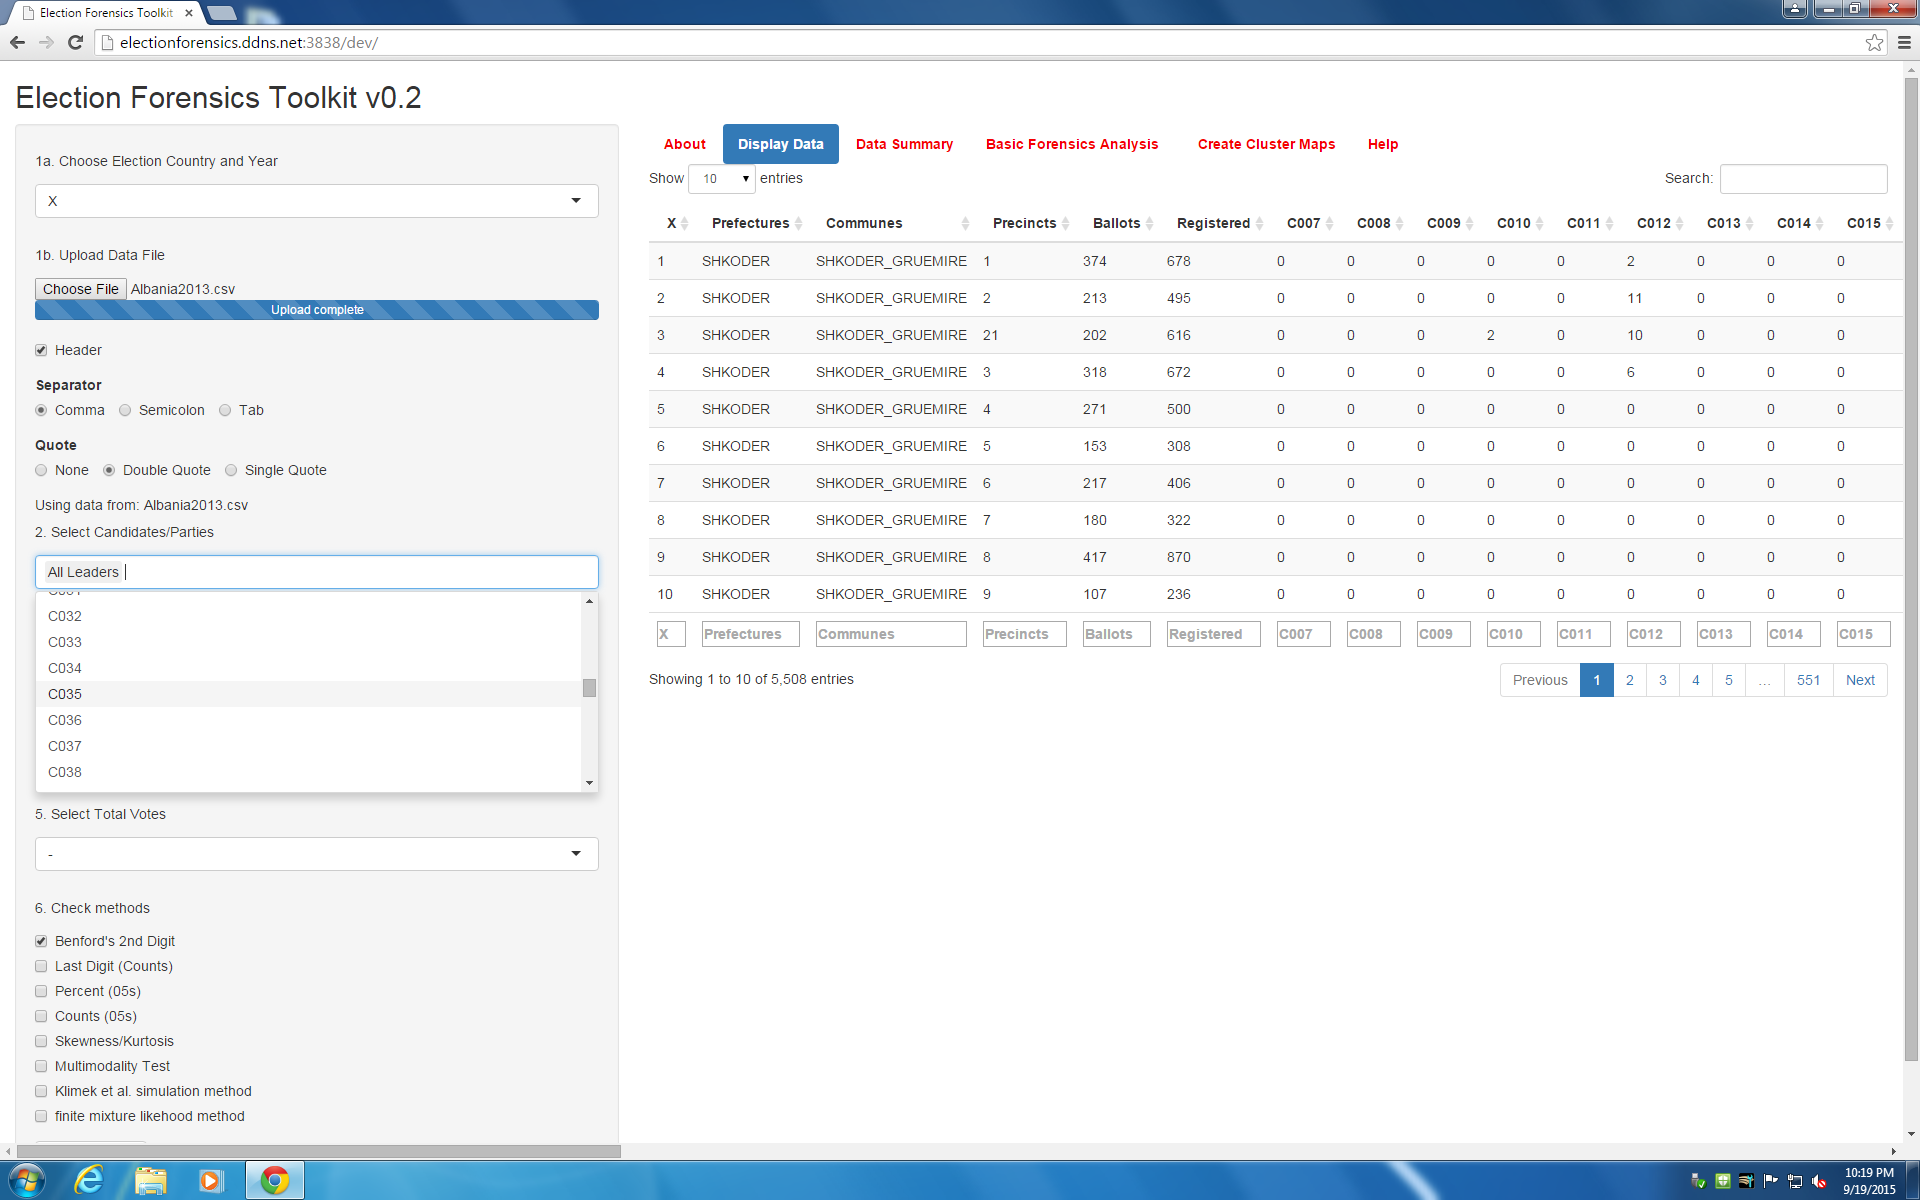 Election Forensics Toolkit
electionforensics.ddns.net:3838/dev/
Election Forensics Toolkit v0.2
1a. Choose Election Country and Year
X
1b. Upload Data File
Choose File Albania2013.csv
Upload complete
Header
Separator
Comma Semicolon Tab
Quote
None Double Quote Single Quote
Using data from: Albania2013.csv
2. Select Candidates/Parties
All Leaders
C032
C033
C034
C035
C036
C037
C038
5. Select Total Votes
-
6. Check methods
Benford's 2nd Digit
Last Digit (Counts)
Percent (05s)
Counts (05s)
Skewness/Kurtosis
Multimodality Test
Klimek et al. simulation method
finite mixture likehood method
About Display Data Data Summary Basic Forensics Analysis Create Cluster Maps Help
Show 10 entries Search:
X Prefectures Communes Precincts Ballots Registered C007 C008 C009 C010 C011 C012 C013 C014 C015
1 SHKODER SHKODER_GRUEMIRE 1 374 678 0 0 0 0 0 2 0 0 0
2 SHKODER SHKODER_GRUEMIRE 2 213 495 0 0 0 0 0 11 0 0 0
3 SHKODER SHKODER_GRUEMIRE 21 202 616 0 0 0 2 0 10 0 0 0
4 SHKODER SHKODER_GRUEMIRE 3 318 672 0 0 0 0 0 6 0 0 0
5 SHKODER SHKODER_GRUEMIRE 4 271 500 0 0 0 0 0 0 0 0 0
6 SHKODER SHKODER_GRUEMIRE 5 153 308 0 0 0 0 0 0 0 0 0
7 SHKODER SHKODER_GRUEMIRE 6 217 406 0 0 0 0 0 0 0 0 0
8 SHKODER SHKODER_GRUEMIRE 7 180 322 0 0 0 0 0 0 0 0 0
9 SHKODER SHKODER_GRUEMIRE 8 417 870 0 0 0 0 0 0 0 0 0
10 SHKODER SHKODER_GRUEMIRE 9 107 236 0 0 0 0 0 0 0 0 0
X Prefectures Communes Precincts Ballots Registered C007 C008 C009 C010 C011 C012 C013 C014 C015
Showing 1 to 10 of 5,508 entries Previous 1 2 3 4 5 … 551 Next
10:19 PM
9/19/2015